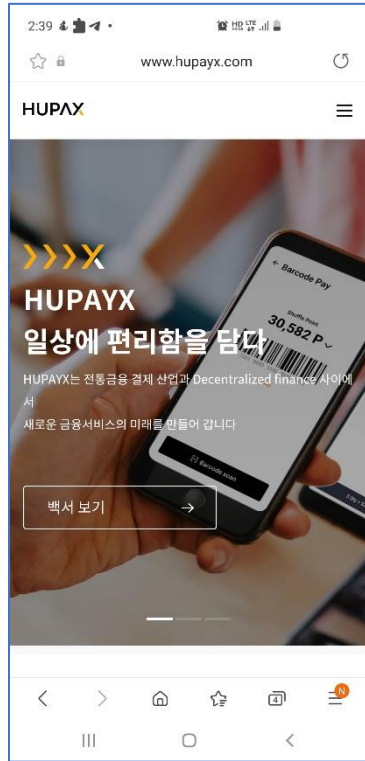 2:39
HD LTE
www.hupayx.com
HUPAX
← Barcode Pay
Shuffle Point
30,582 P
HUPAYX
일상에 편리함을 담다
HUPAYX는 전통금융 결제 산업과 Decentralized finance 사이에
서
새로운 금융서비스의 미래를 만들어 갑니다
Barcode scan
백서 보기 →
4
N